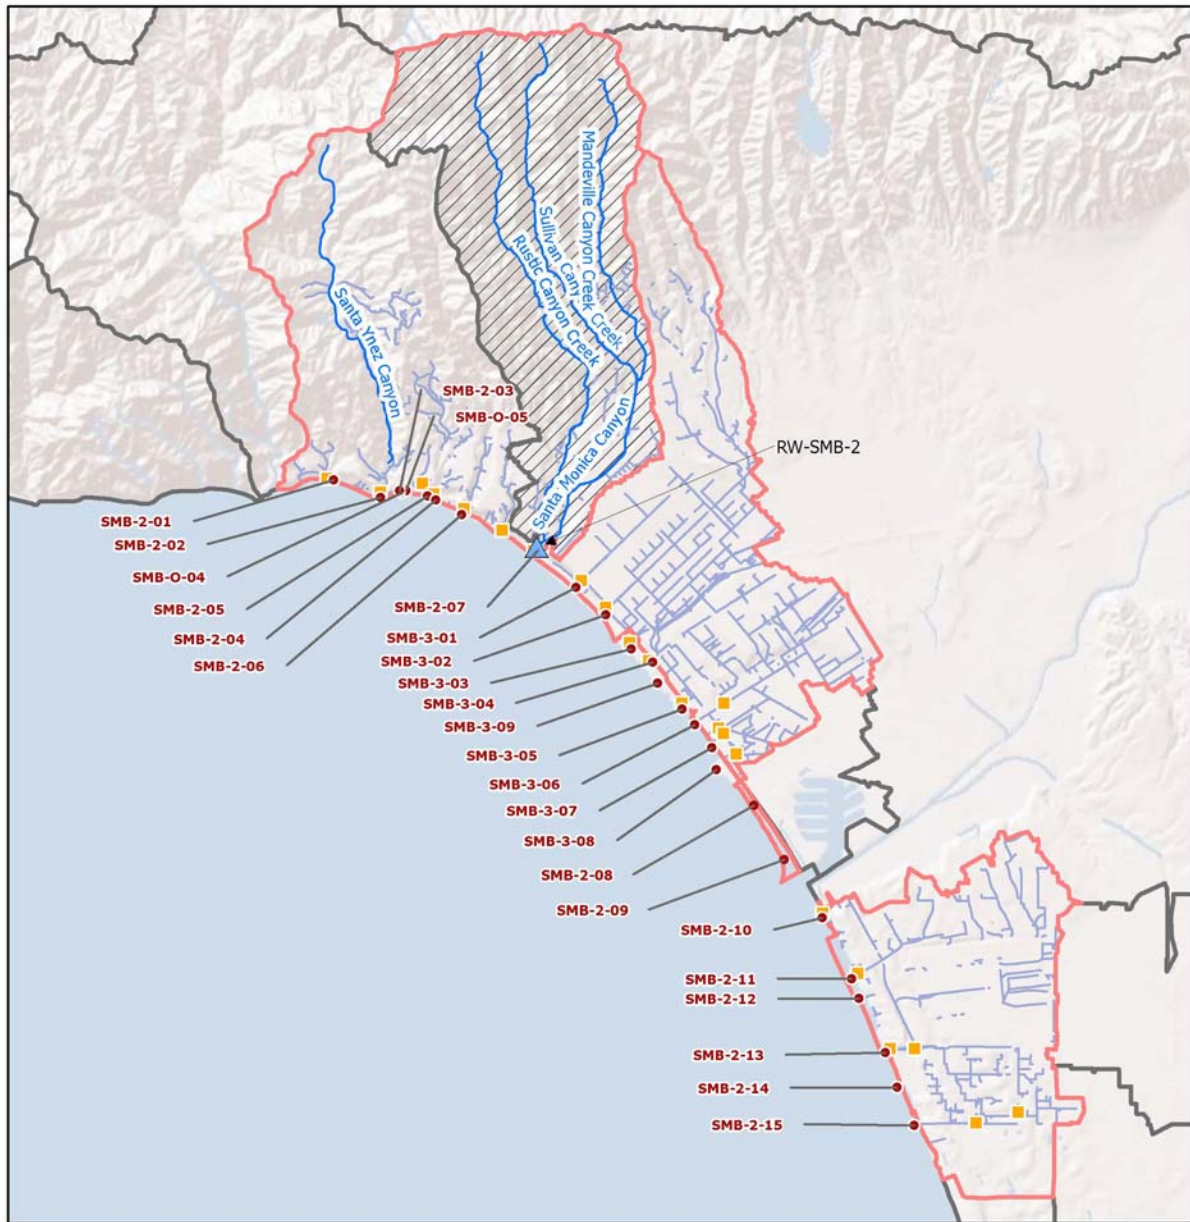 Mandeville Canyon Creek
Sullivan Canyon Creek
Rustic Canyon Creek
Santa Ynez Canyon
SMB-2-03
SMB-O-05
Santa Monica Canyon
RW-SMB-2
SMB-2-01
SMB-2-02
SMB-O-04
SMB-2-05
SMB-2-04
SMB-2-06
SMB-2-07
SMB-3-01
SMB-3-02
SMB-3-03
SMB-3-04
SMB-3-09
SMB-3-05
SMB-3-06
SMB-3-07
SMB-3-08
SMB-2-08
SMB-2-09
SMB-2-10
SMB-2-11
SMB-2-12
SMB-2-13
SMB-2-14
SMB-2-15